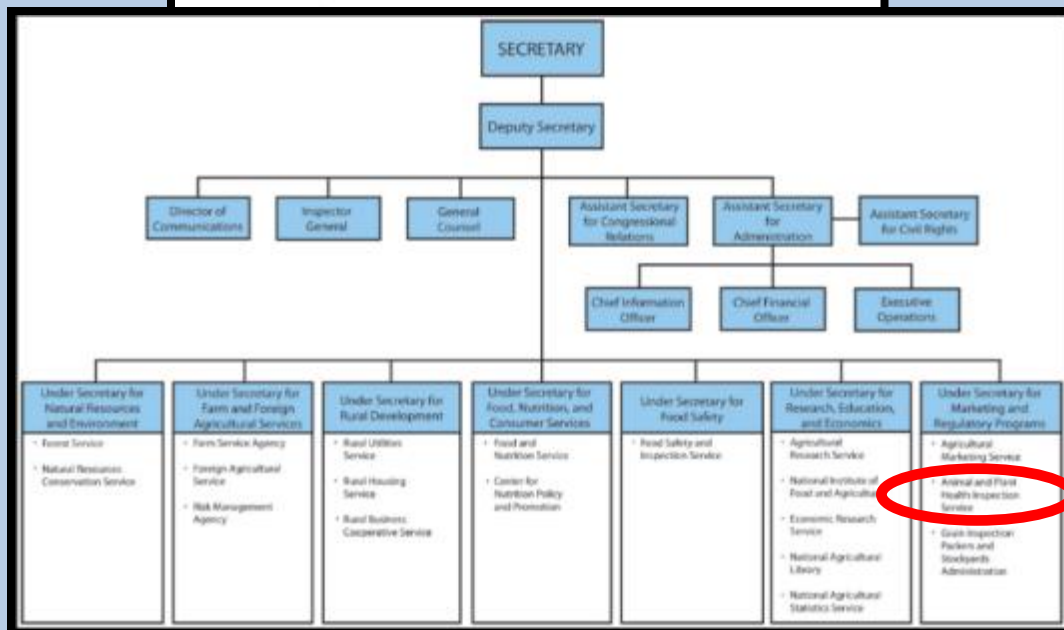 SECRETARY
Deputy Secretary
Director of
Communications
Inspector
General
General
Counsel
Assistant Secretary
for Congressional
Relations
Assistant Secretary
for
Administration
Assistant Secretary
for Civil Rights
Chief Information
Officer
Chief Financial
Officer
Executive
Operations
Under Secretary for
Natural Resources
and Environment
• Forest Service
• Natural Resources
Conservation Service
Under Secretary for
Farm and Foreign
Agricultural Services
• Farm Service Agency
• Foreign Agricultural
Service
• Risk Management
Agency
Under Secretary for
Rural Development
• Rural Utilities
Service
• Rural Housing
Service
• Rural Business
Cooperative Service
Under Secretary for
Food, Nutrition, and
Consumer Services
• Food and
Nutrition Service
• Center for
Nutrition Policy
and Promotion
Under Secretary for
Food Safety
• Food Safety and
Inspection Service
Under Secretary for
Research, Education,
and Economics
• Agricultural
Research Service
• National Institute of
Food and Agriculture
• Economic Research
Service
• National Agricultural
Library
• National Agricultural
Statistics Service
Under Secretary for
Marketing and
Regulatory Programs
• Agricultural
Marketing Service
• Animal and Plant
Health Inspection
Service
• Grain Inspection
Packers and
Stockyards
Administration